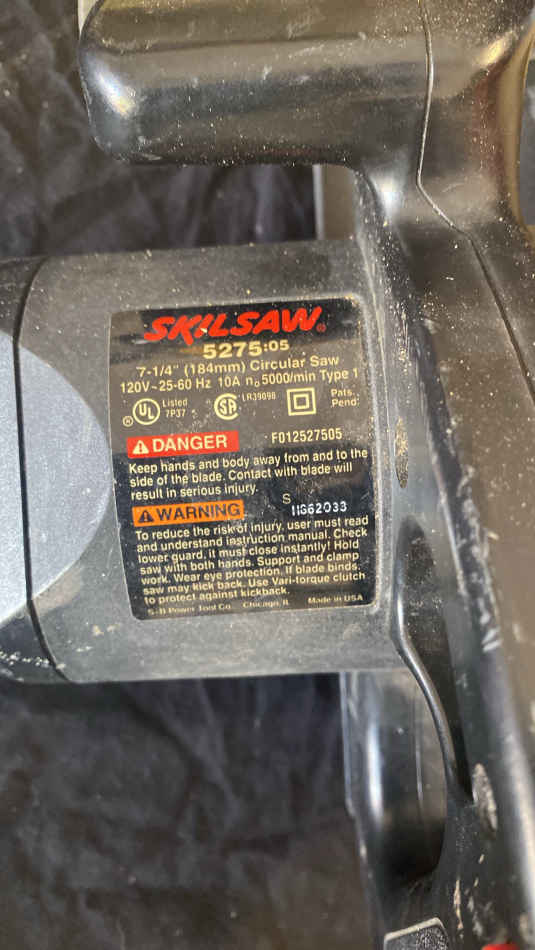 SKILSAW®
5275:05
7-1/4" (184mm) Circular Saw
120V~25-60 Hz 10A n₀5000/min Type 1
® UL Listed 7P37 SA LR39098 Pats. Pend.
⚠DANGER F012527505
Keep hands and body away from and to the
side of the blade. Contact with blade will
result in serious injury.
S
⚠WARNING
To reduce the risk of injury, user must read
and understand instruction manual. Check
lower guard, it must close instantly! Hold
saw with both hands. Support and clamp
work. Wear eye protection. If blade binds,
saw may kick back. Use Vari-torque clutch
to protect against kickback.
S-B Power Tool Co. Chicago, IL Made in USA